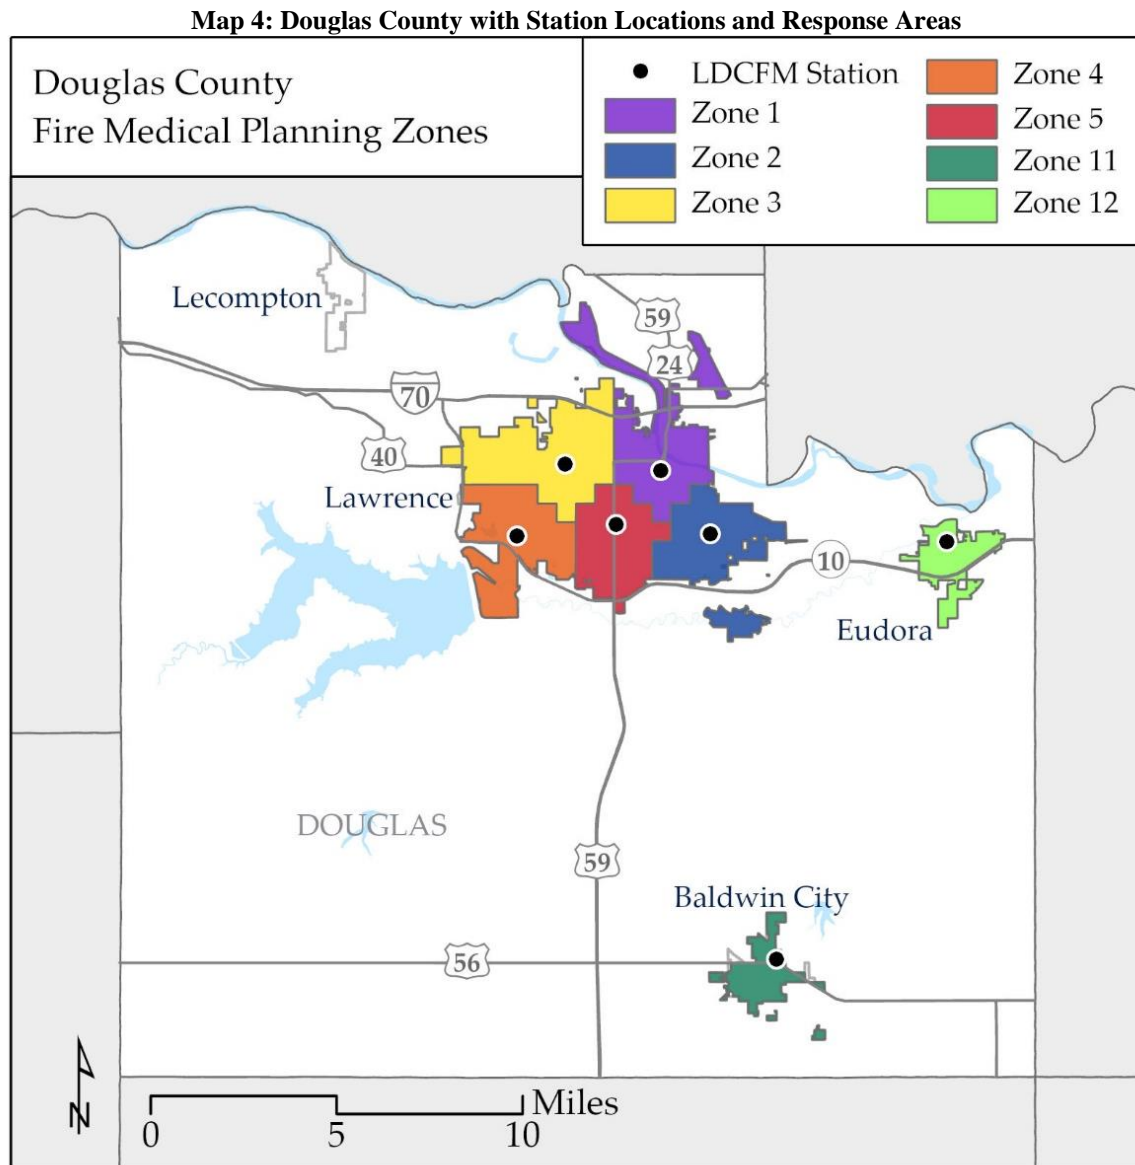 Map 4: Douglas County with Station Locations and Response Areas
Douglas County
Fire Medical Planning Zones
LDCFM Station
Zone 1
Zone 2
Zone 3
Zone 4
Zone 5
Zone 11
Zone 12
Lecompton
59
24
70
40
Lawrence
10
Eudora
DOUGLAS
59
Baldwin City
56
N
Miles
0 5 10